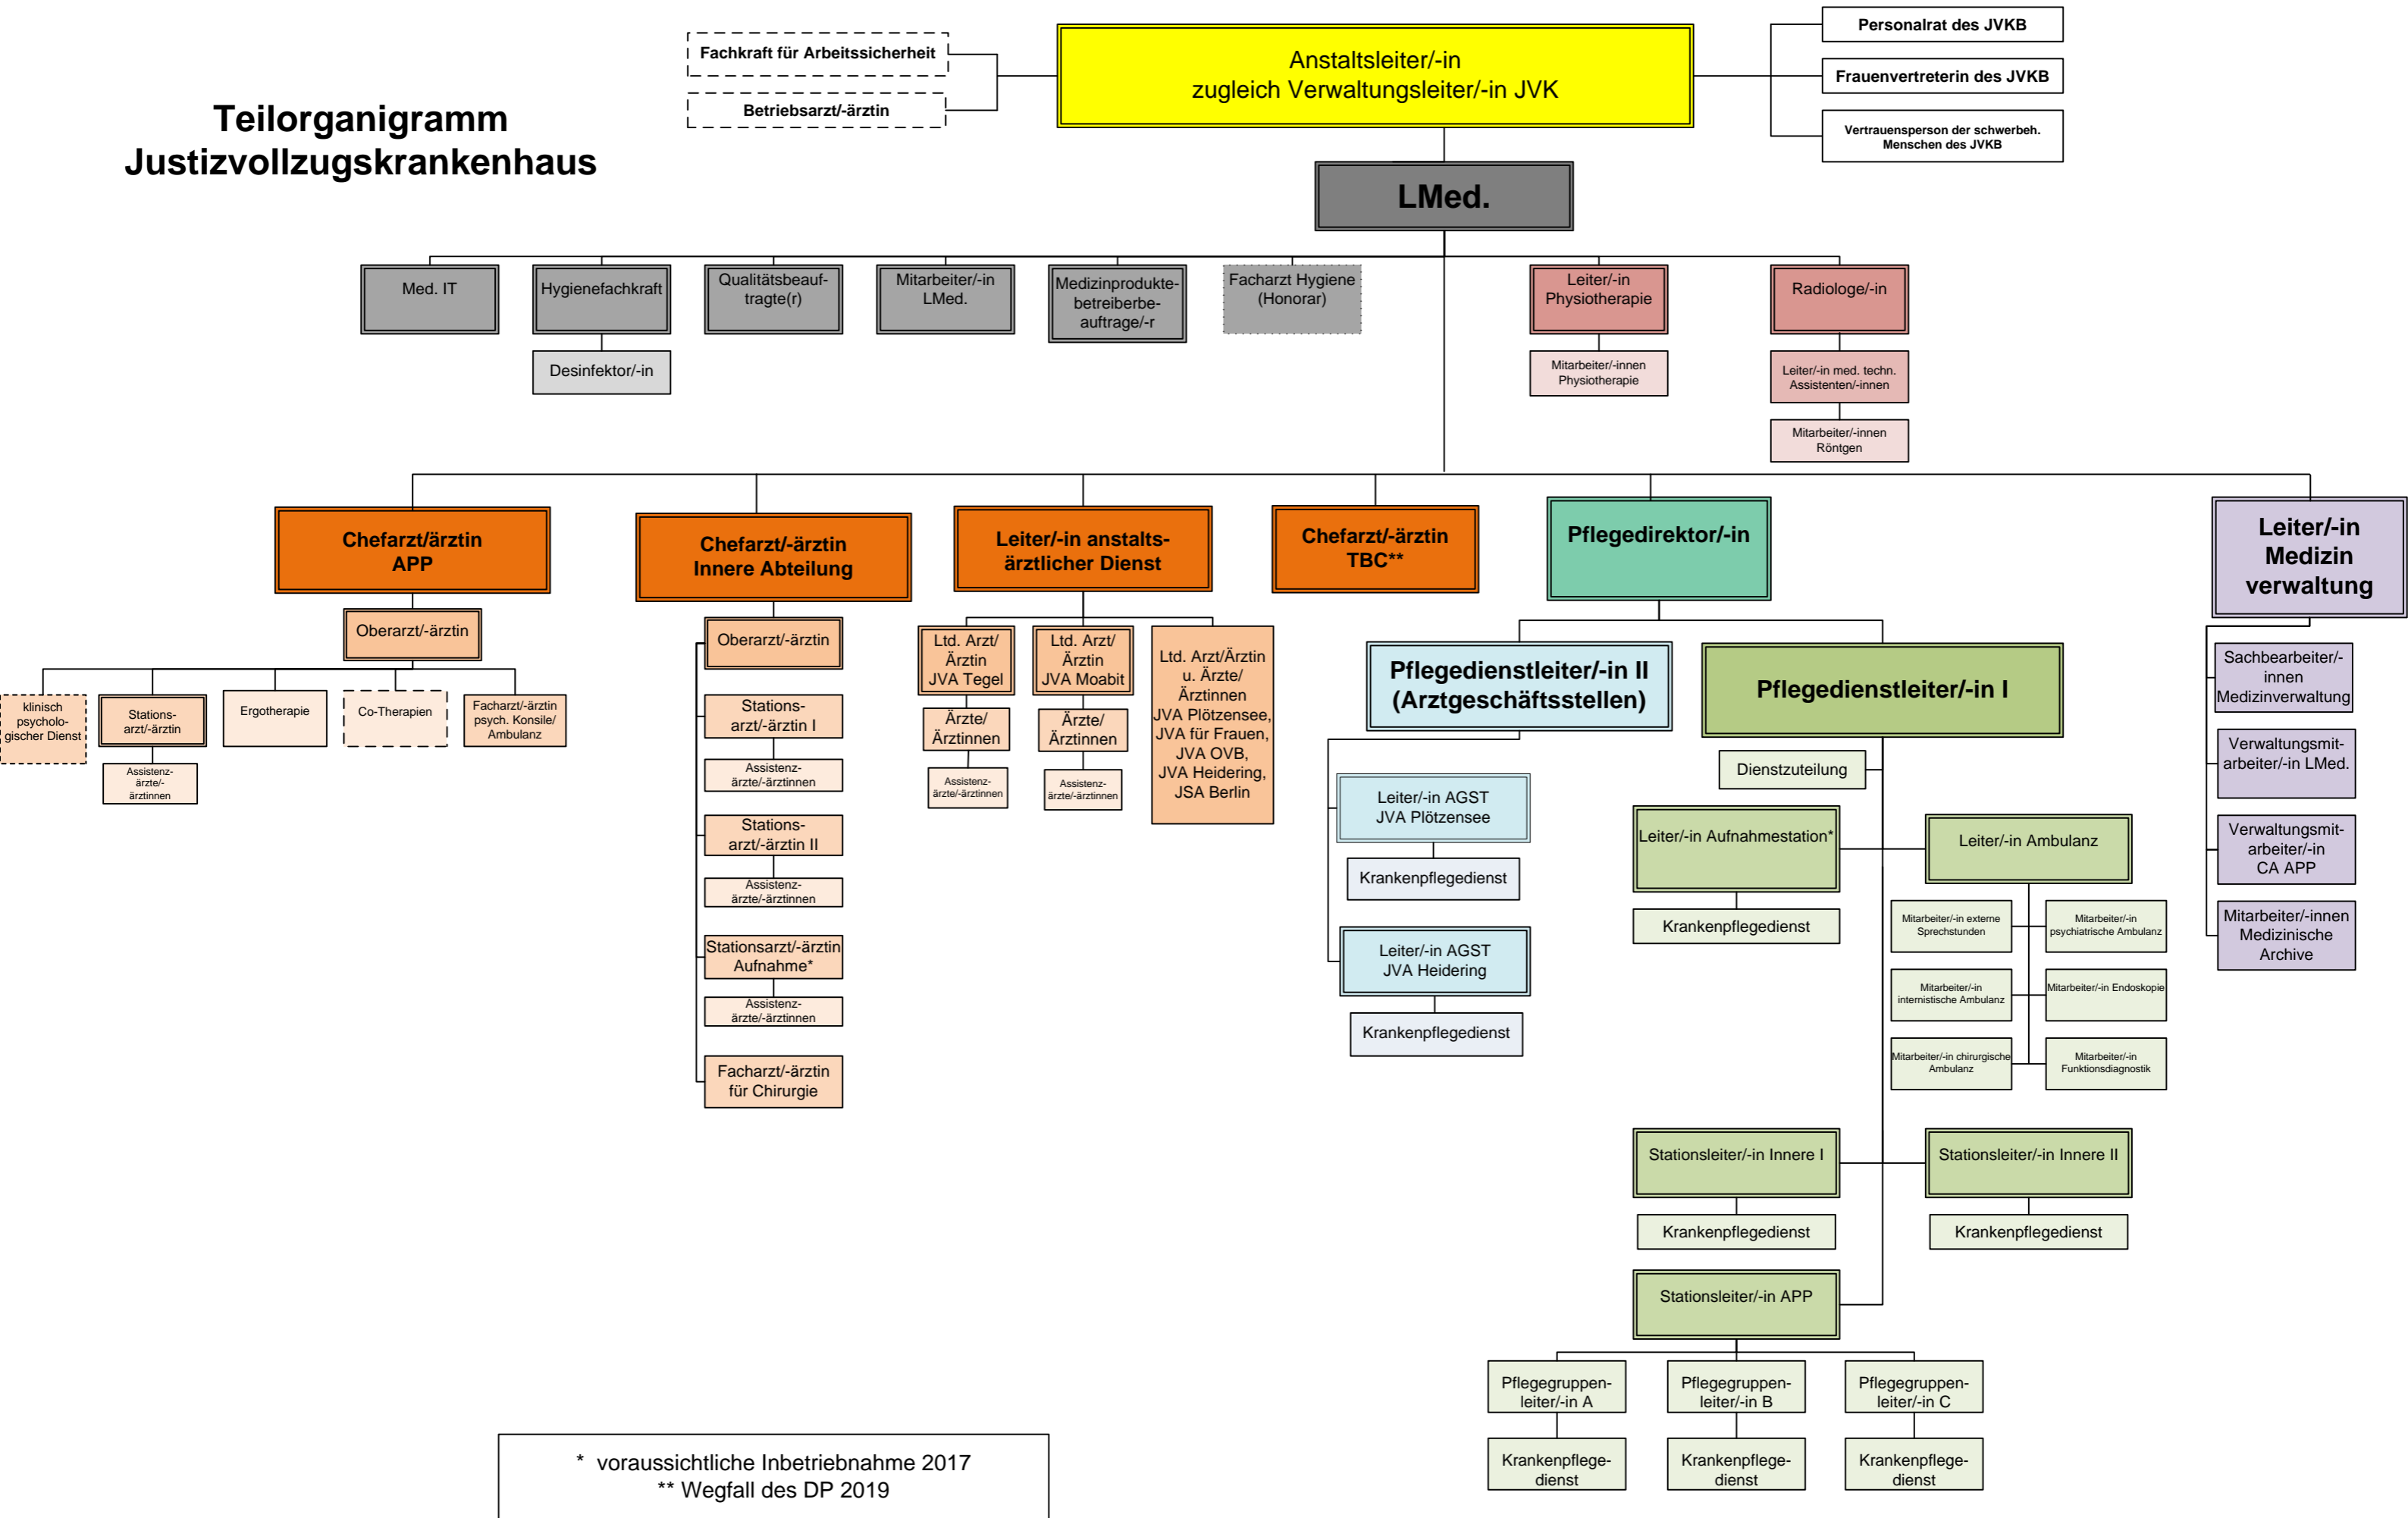 Teilorganigramm
Justizvollzugskrankenhaus
Fachkraft für Arbeitssicherheit
Betriebsarzt/-ärztin
Anstaltsleiter/-in
zugleich Verwaltungsleiter/-in JVK
Personalrat des JVKB
Frauenvertreterin des JVKB
Vertrauensperson der schwerbeh.
Menschen des JVKB
LMed.
Med. IT
Hygienefachkraft
Desinfektor/-in
Qualitätsbeauf-
tragte(r)
Mitarbeiter/-in
LMed.
Medizinprodukte-
betreiberbe-
auftrage/-r
Facharzt Hygiene
(Honorar)
Leiter/-in
Physiotherapie
Mitarbeiter/-innen
Physiotherapie
Radiologe/-in
Leiter/-in med. techn.
Assistenten/-innen
Mitarbeiter/-innen
Röntgen
Chefarzt/ärztin
APP
Oberarzt/-ärztin
klinisch
psycholo-
gischer Dienst
Stations-
arzt/-ärztin
Assistenz-
ärzte/-
ärztinnen
Ergotherapie
Co-Therapien
Facharzt/-ärztin
psych. Konsile/
Ambulanz
Chefarzt/-ärztin
Innere Abteilung
Oberarzt/-ärztin
Stations-
arzt/-ärztin I
Assistenz-
ärzte/-ärztinnen
Stations-
arzt/-ärztin II
Assistenz-
ärzte/-ärztinnen
Stationsarzt/-ärztin
Aufnahme*
Assistenz-
ärzte/-ärztinnen
Facharzt/-ärztin
für Chirurgie
Leiter/-in anstalts-
ärztlicher Dienst
Ltd. Arzt/
Ärztin
JVA Tegel
Ärzte/
Ärztinnen
Assistenz-
ärzte/-ärztinnen
Ltd. Arzt/
Ärztin
JVA Moabit
Ärzte/
Ärztinnen
Assistenz-
ärzte/-ärztinnen
Ltd. Arzt/Ärztin
u. Ärzte/
Ärztinnen
JVA Plötzensee,
JVA für Frauen,
JVA OVB,
JVA Heidering,
JSA Berlin
Chefarzt/-ärztin
TBC**
Pflegedirektor/-in
Pflegedienstleiter/-in II
(Arztgeschäftsstellen)
Leiter/-in AGST
JVA Plötzensee
Krankenpflegedienst
Leiter/-in AGST
JVA Heidering
Krankenpflegedienst
Pflegedienstleiter/-in I
Dienstzuteilung
Leiter/-in Aufnahmestation*
Krankenpflegedienst
Leiter/-in Ambulanz
Mitarbeiter/-in externe
Sprechstunden
Mitarbeiter/-in
psychiatrische Ambulanz
Mitarbeiter/-in
internistische Ambulanz
Mitarbeiter/-in Endoskopie
Mitarbeiter/-in chirurgische
Ambulanz
Mitarbeiter/-in
Funktionsdiagnostik
Stationsleiter/-in Innere I
Krankenpflegedienst
Stationsleiter/-in Innere II
Krankenpflegedienst
Stationsleiter/-in APP
Pflegegruppen-
leiter/-in A
Krankenpflege-
dienst
Pflegegruppen-
leiter/-in B
Krankenpflege-
dienst
Pflegegruppen-
leiter/-in C
Krankenpflege-
dienst
Leiter/-in
Medizin
verwaltung
Sachbearbeiter/-
innen
Medizinverwaltung
Verwaltungsmit-
arbeiter/-in LMed.
Verwaltungsmit-
arbeiter/-in
CA APP
Mitarbeiter/-innen
Medizinische
Archive
* voraussichtliche Inbetriebnahme 2017
** Wegfall des DP 2019